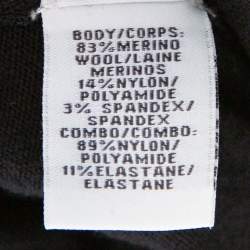 BODY/CORPS:
83% MERINO
WOOL/LAINE
MERINOS
14% NYLON/
POLYAMIDE
3% SPANDEX/
SPANDEX
COMBO/COMBO:
89% NYLON/
POLYAMIDE
11% ELASTANE/
ELASTANE